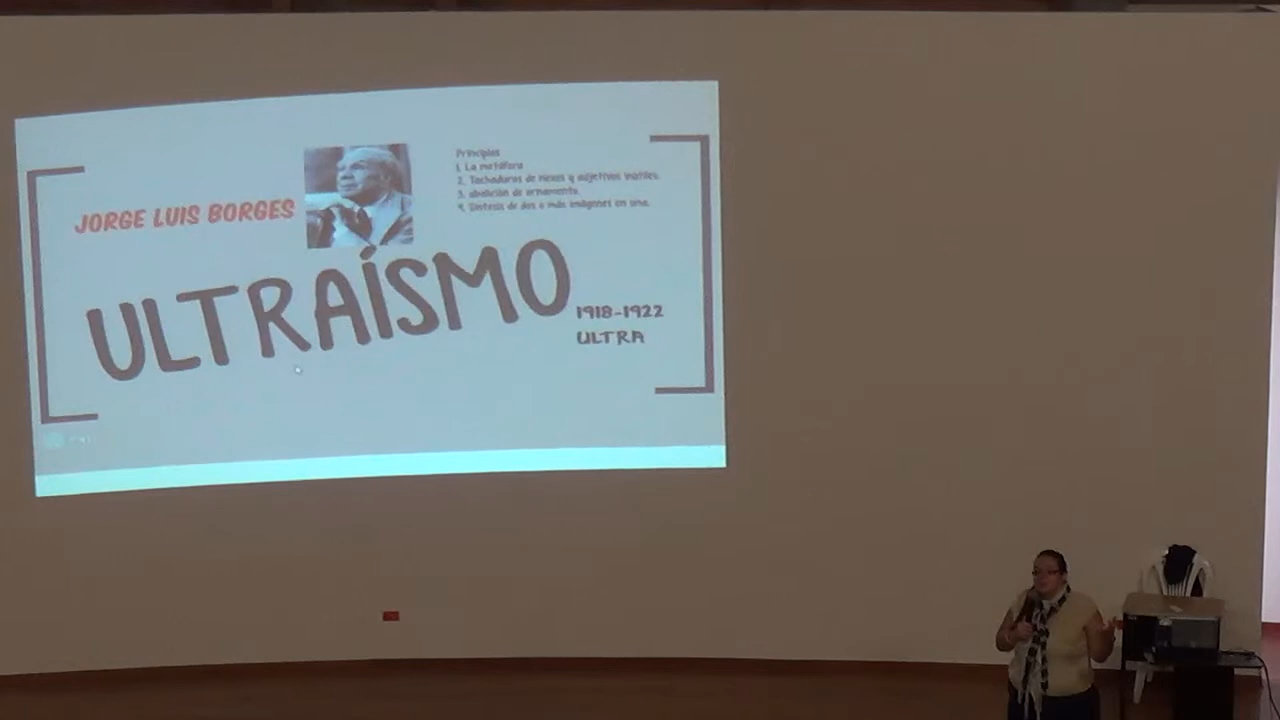 JORGE LUIS BORGES
Principios
1. La metáfora
2. Tachaduras de nexos y adjetivos inútiles.
3. abolición de ornamento.
4. Síntesis de dos o más imágenes en una.
ULTRAÍSMO
1918-1922
ULTRA